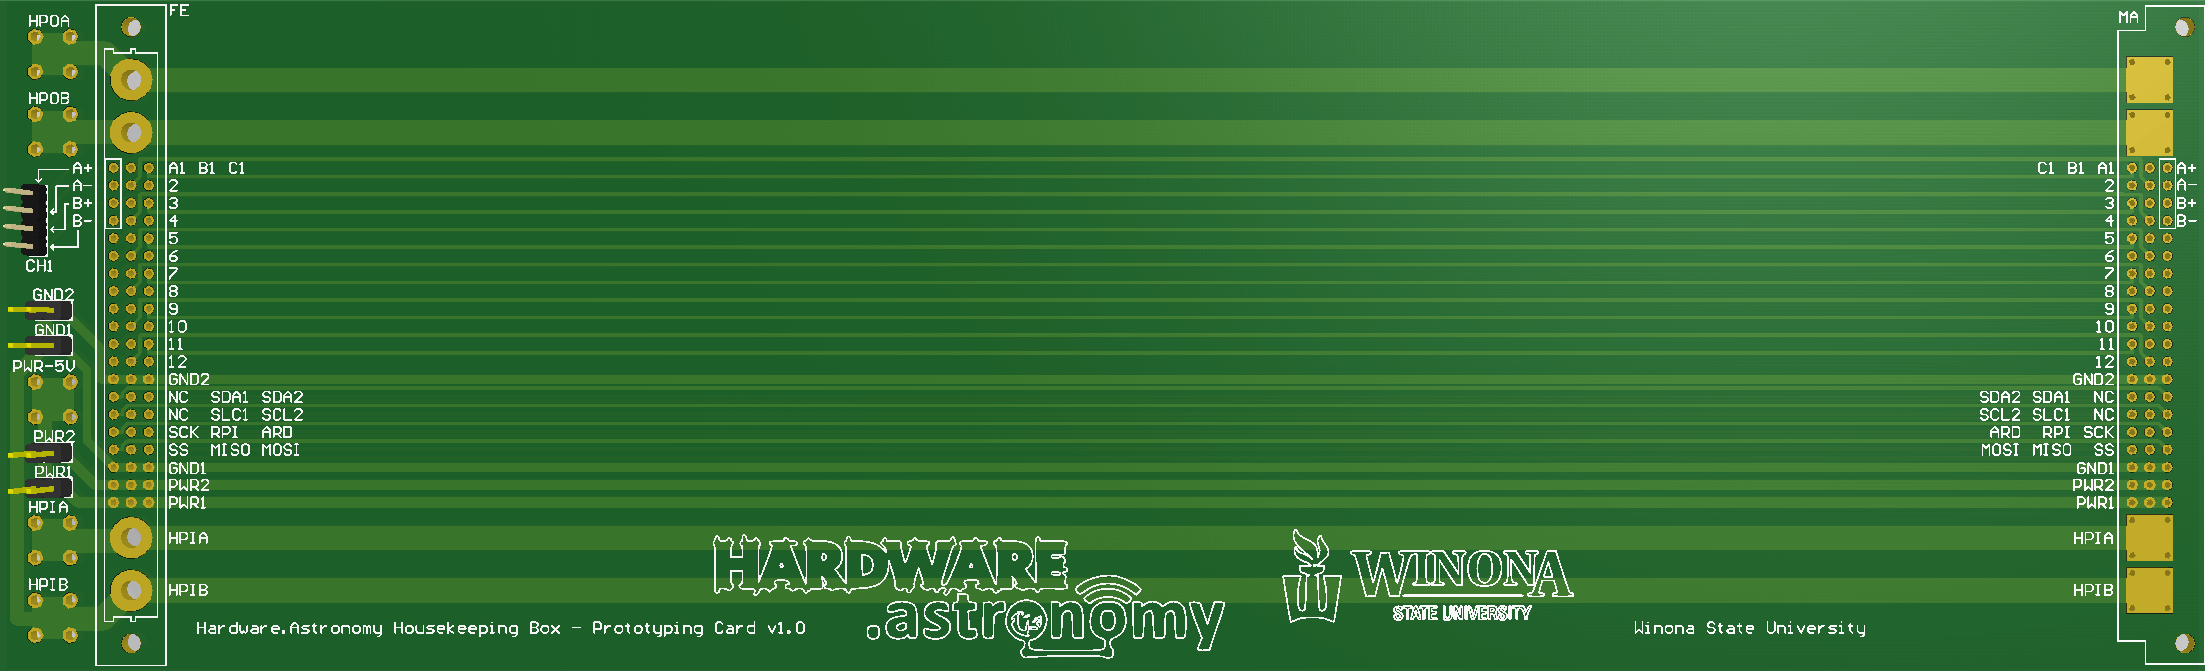 HPOA
FE
MA
HPOB
A+ A1 B1 C1
A- 2
B+ 3
B- 4
5
CH1
6
7
GND2 8
9
GND1 10
11
PWR-5V 12
GND2
NC SDA1 SDA2
NC SLC1 SCL2
PWR2 SCK RPI ARD
SS MISO MOSI
PWR1 GND1
PWR2
HPIA PWR1
HPIA
HPIB HPIB
C1 B1 A1 A+
2 A-
3 B+
4 B-
5
6
7
8
9
10
11
12
GND2
SDA2 SDA1 NC
SCL2 SLC1 NC
ARD RPI SCK
MOSI MISO SS
GND1
PWR2
PWR1
HPIA
HPIB
HARDWARE
.astronomy
WINONA
STATE UNIVERSITY
Hardware.Astronomy Housekeeping Box - Prototyping Card v1.0
Winona State University